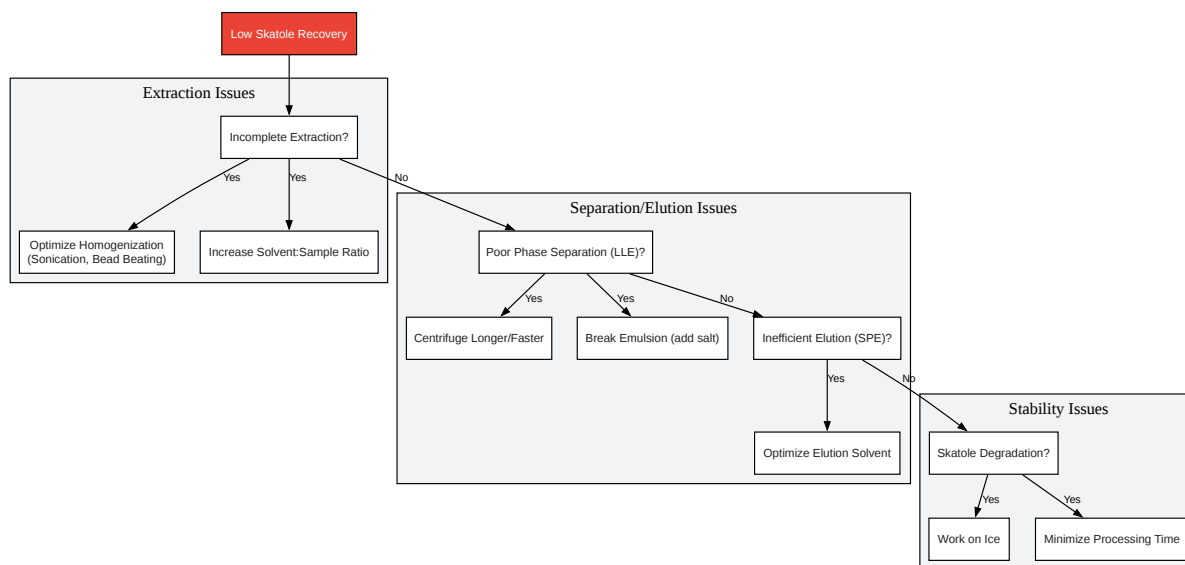 Low Skatole Recovery
Extraction Issues
Incomplete Extraction?
Yes
Yes
No
Optimize Homogenization
(Sonication, Bead Beating)
Increase Solvent:Sample Ratio
Separation/Elution Issues
Poor Phase Separation (LLE)?
Yes
Yes
No
Centrifuge Longer/Faster
Break Emulsion (add salt)
Inefficient Elution (SPE)?
Yes
No
Optimize Elution Solvent
Stability Issues
Skatole Degradation?
Yes
Yes
Work on Ice
Minimize Processing Time